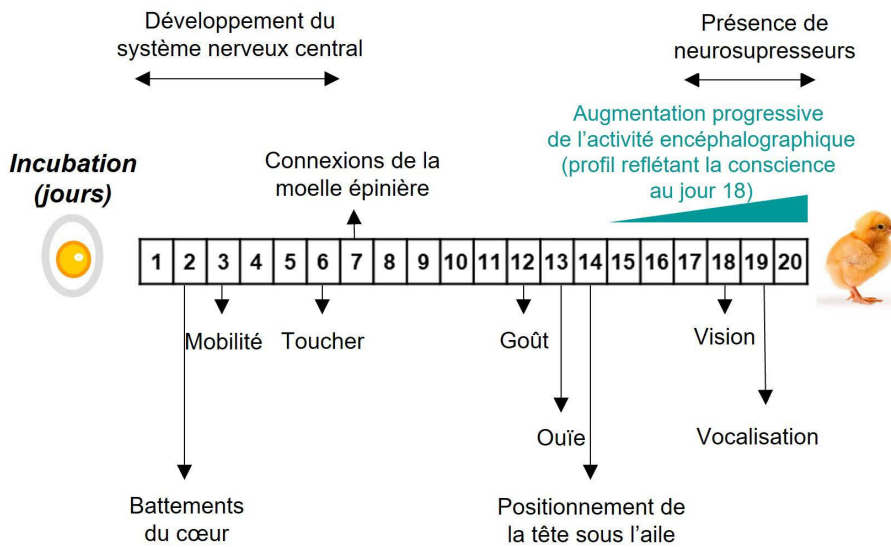 Développement du
système nerveux central
Présence de
neurosupresseurs
Augmentation progressive
de l'activité encéphalographique
(profil reflétant la conscience
au jour 18)
Incubation
(jours)
Connexions de la
moelle épinière
1 2 3 4 5 6 7 8 9 10 11 12 13 14 15 16 17 18 19 20
Mobilité
Toucher
Goût
Vision
Ouïe
Vocalisation
Battements
du cœur
Positionnement de
la tête sous l'aile